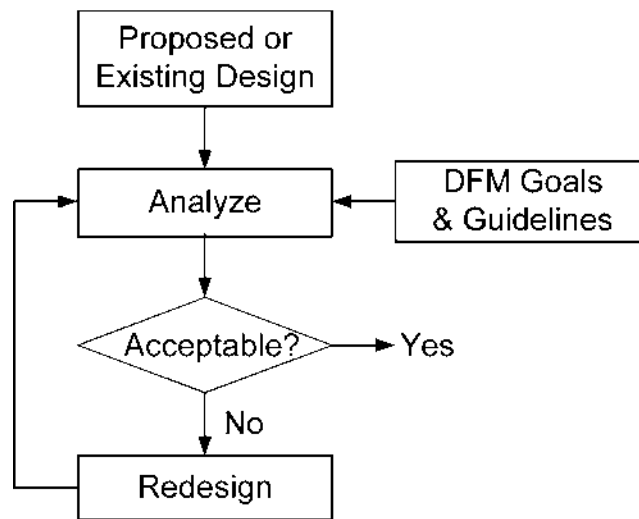 Proposed or
Existing Design
Analyze
DFM Goals
& Guidelines
Acceptable?
Yes
No
Redesign